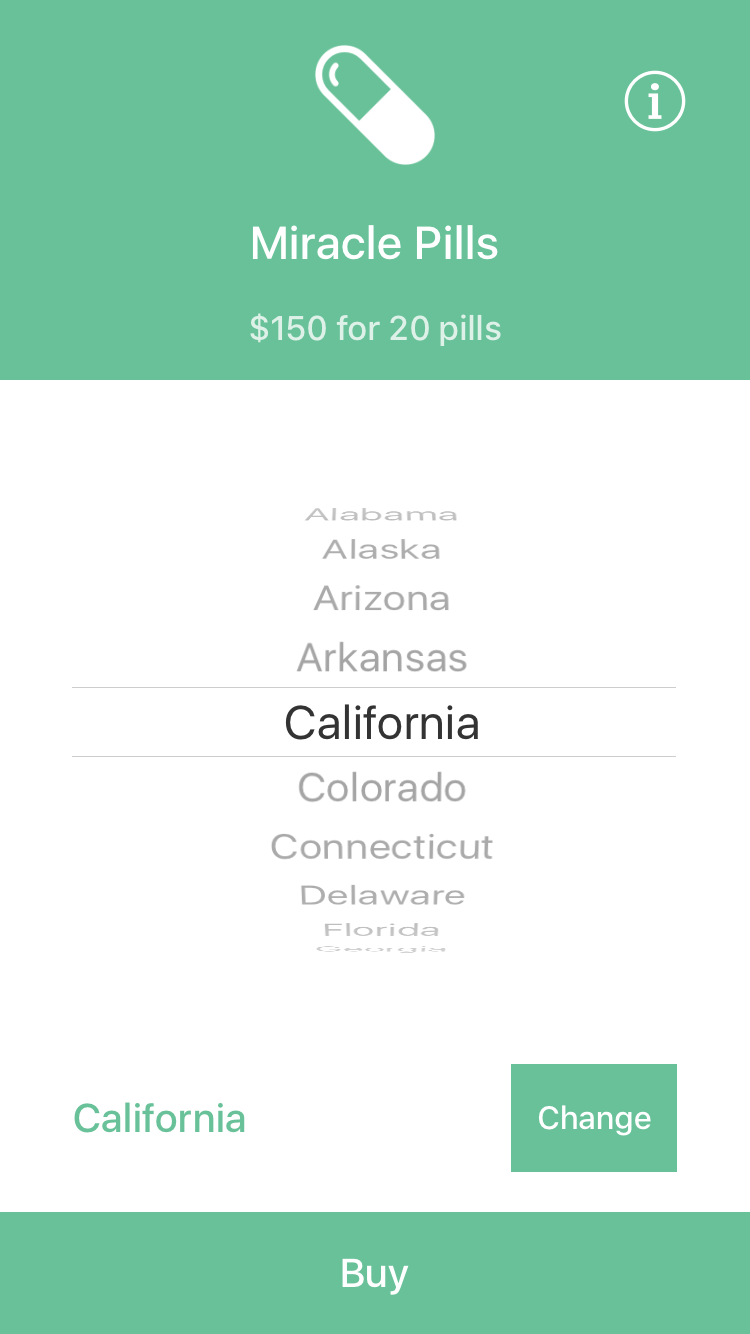 Miracle Pills
$150 for 20 pills
Alabama
Alaska
Arizona
Arkansas
California
Colorado
Connecticut
Delaware
Florida
Georgia
California
Change
Buy